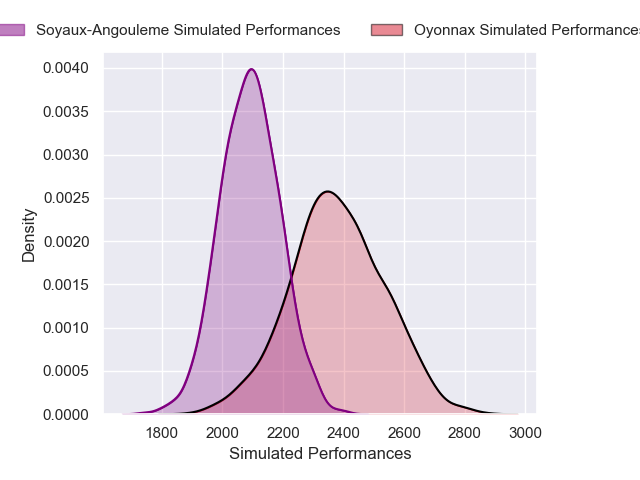 Soyaux-Angouleme Simulated Performances Oyonnax Simulated Performances
0.0040
0.0035
0.0030
0.0025
0.0020
0.0015
0.0010
0.0005
0.0000
Density
1800 2000 2200 2400 2600 2800 3000
Simulated Performances